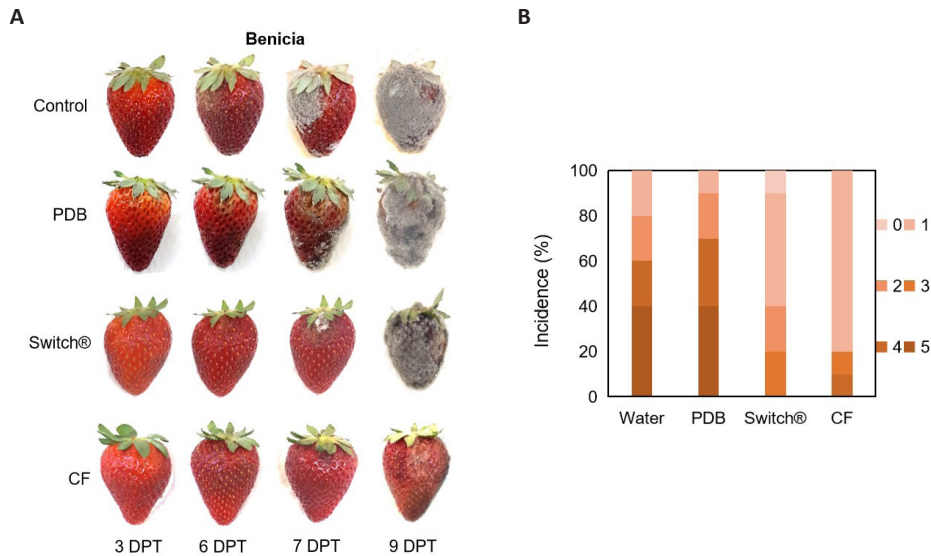 A
Benicia
Control
PDB
Switch®
CF
3 DPT 6 DPT 7 DPT 9 DPT
B
Incidence (%)
100
80
60
40
20
0
Water PDB Switch® CF
0 1
2 3
4 5